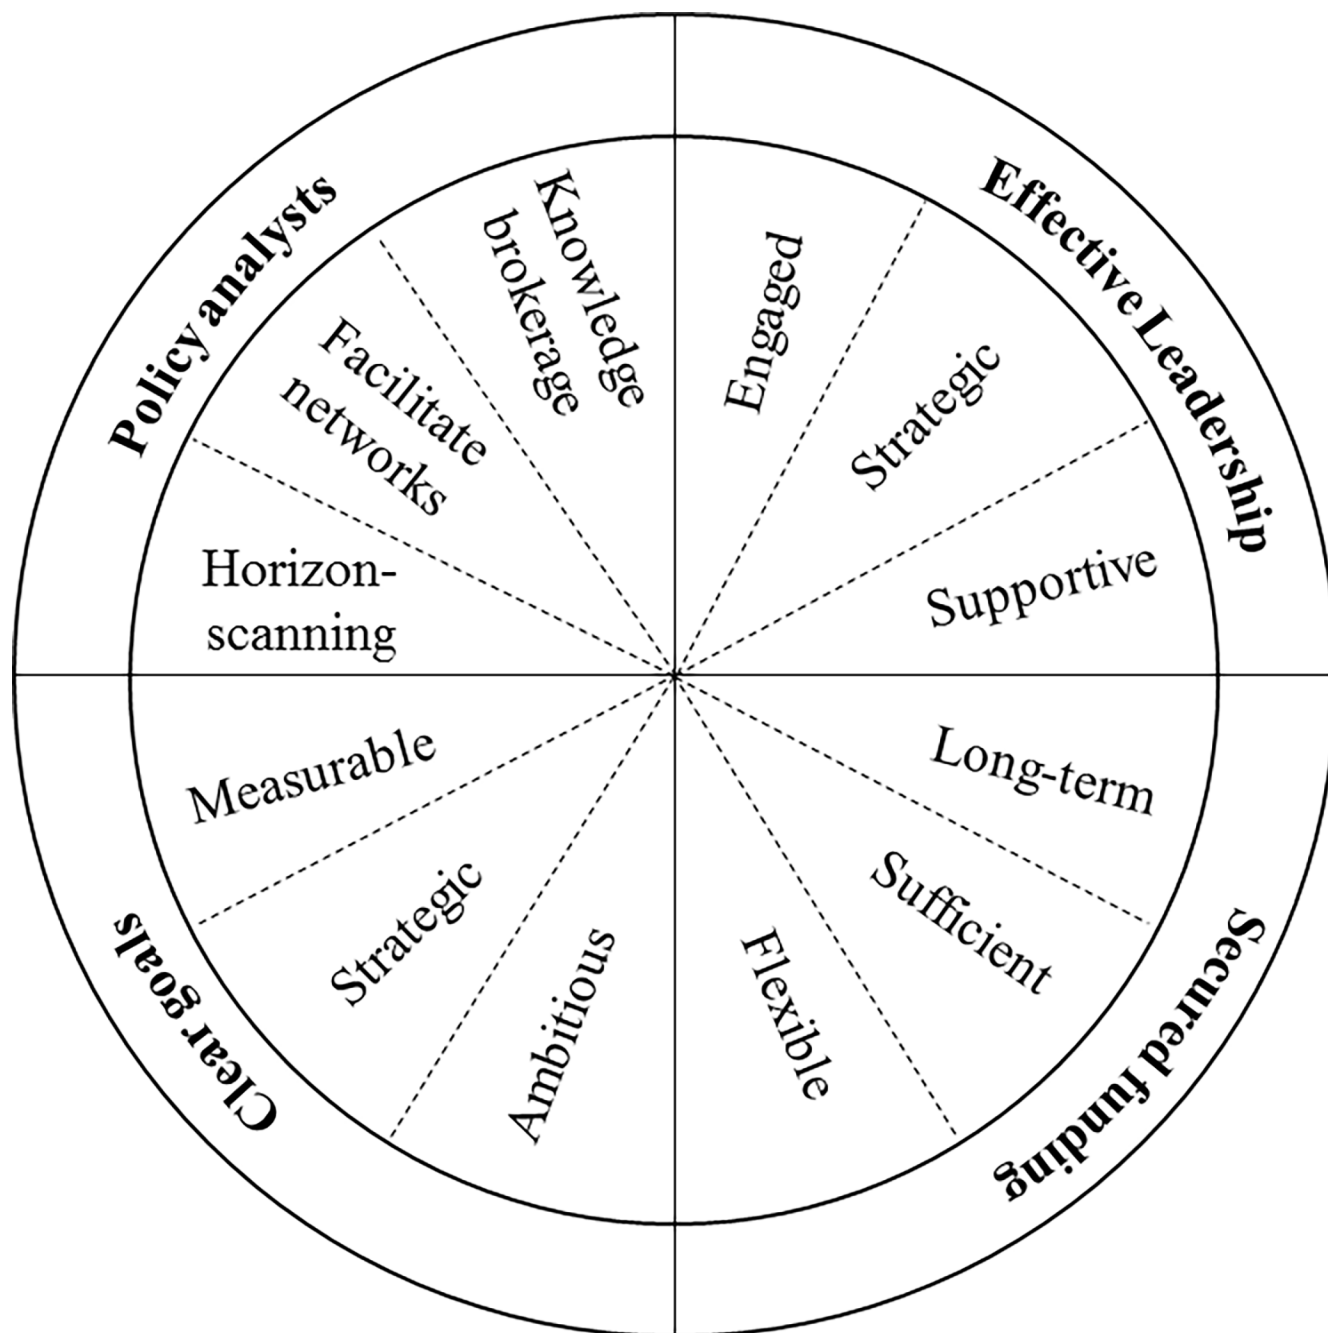 Policy analysts
Knowledge
brokerage
Facilitate
networks
Horizon-
scanning
Effective Leadership
Engaged
Strategic
Supportive
Secured funding
Long-term
Sufficient
Flexible
Clear goals
Measurable
Strategic
Ambitious